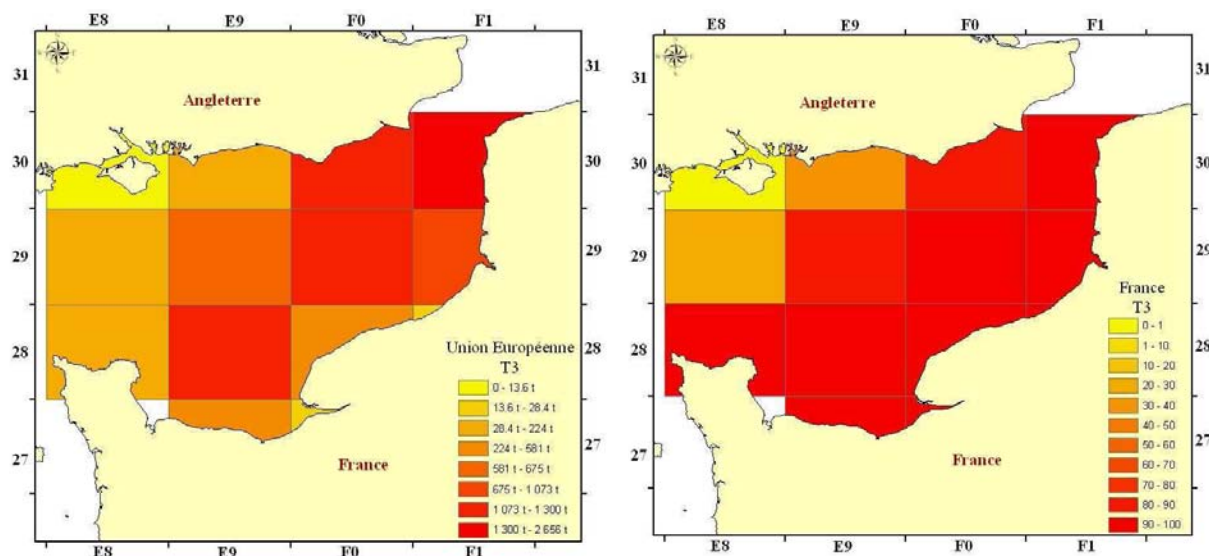 E8 E9 F0 F1
31 31
Angleterre
30 30
29 29
28 28
27 27
France
Union Européenne
T3
0 - 13.6 t
13.6 t - 28.4 t
28.4 t - 224 t
224 t - 581 t
581 t - 675 t
675 t - 1 073 t
1 073 t - 1 300 t
1 300 t - 2 656 t
E8 E9 F0 F1
E8 E9 F0 F1
31 31
Angleterre
30 30
29 29
28 28
27 27
France
France
T3
0 - 1
1 - 10
10 - 20
20 - 30
30 - 40
40 - 50
50 - 60
60 - 70
70 - 80
80 - 90
90 - 100
E8 E9 F0 F1